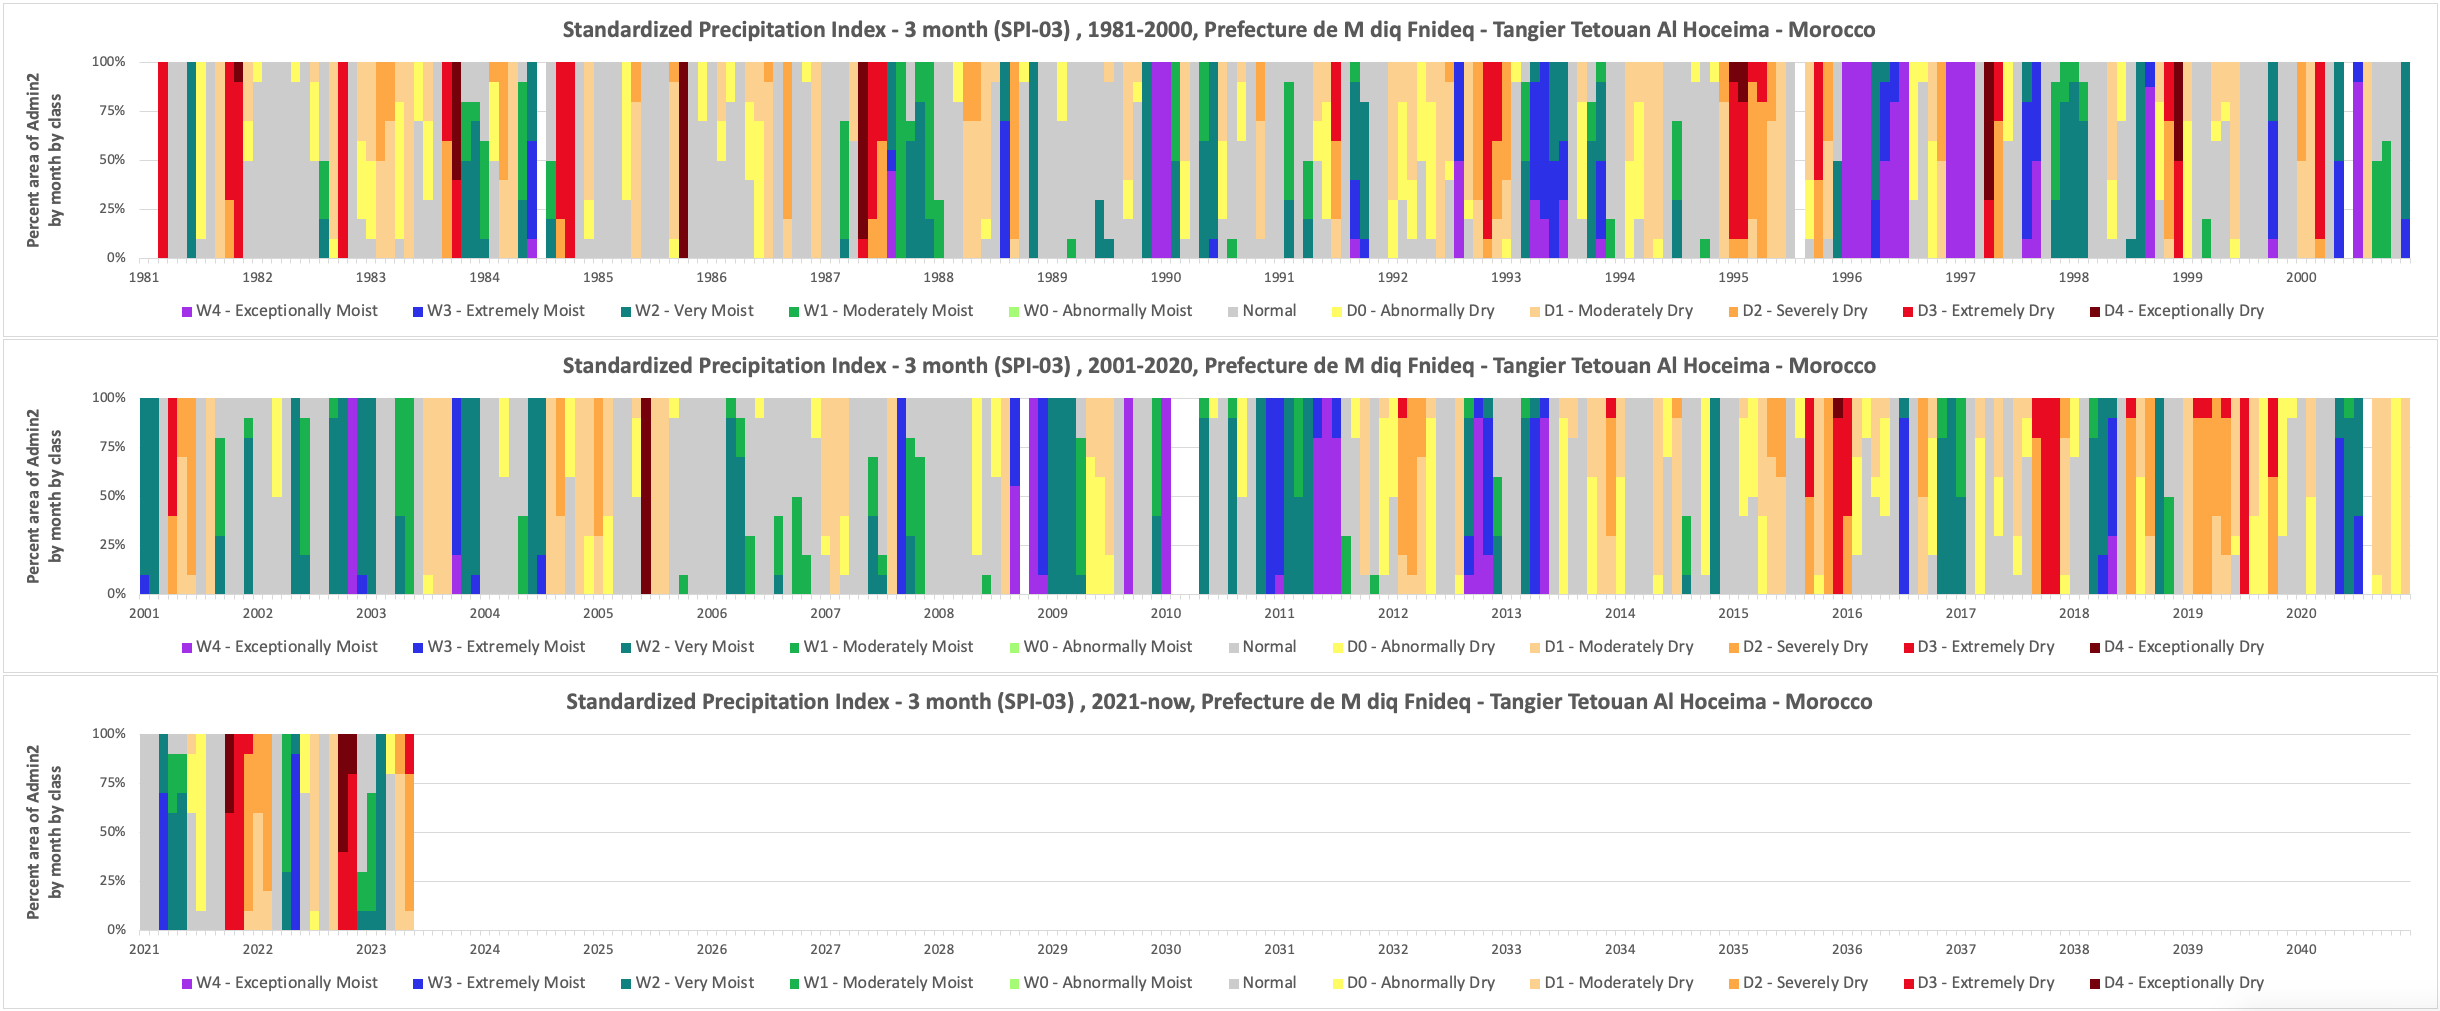 Standardized Precipitation Index - 3 month (SPI-03) , 1981-2000, Prefecture de M diq Fnideq - Tangier Tetouan Al Hoceima - Morocco
Percent area of Admin2
by month by class
100%
75%
50%
25%
0%
1981 1982 1983 1984 1985 1986 1987 1988 1989 1990 1991 1992 1993 1994 1995 1996 1997 1998 1999 2000
W4 - Exceptionally Moist W3 - Extremely Moist W2 - Very Moist W1 - Moderately Moist W0 - Abnormally Moist Normal D0 - Abnormally Dry D1 - Moderately Dry D2 - Severely Dry D3 - Extremely Dry D4 - Exceptionally Dry
Standardized Precipitation Index - 3 month (SPI-03) , 2001-2020, Prefecture de M diq Fnideq - Tangier Tetouan Al Hoceima - Morocco
Percent area of Admin2
by month by class
100%
75%
50%
25%
0%
2001 2002 2003 2004 2005 2006 2007 2008 2009 2010 2011 2012 2013 2014 2015 2016 2017 2018 2019 2020
W4 - Exceptionally Moist W3 - Extremely Moist W2 - Very Moist W1 - Moderately Moist W0 - Abnormally Moist Normal D0 - Abnormally Dry D1 - Moderately Dry D2 - Severely Dry D3 - Extremely Dry D4 - Exceptionally Dry
Standardized Precipitation Index - 3 month (SPI-03) , 2021-now, Prefecture de M diq Fnideq - Tangier Tetouan Al Hoceima - Morocco
Percent area of Admin2
by month by class
100%
75%
50%
25%
0%
2021 2022 2023 2024 2025 2026 2027 2028 2029 2030 2031 2032 2033 2034 2035 2036 2037 2038 2039 2040
W4 - Exceptionally Moist W3 - Extremely Moist W2 - Very Moist W1 - Moderately Moist W0 - Abnormally Moist Normal D0 - Abnormally Dry D1 - Moderately Dry D2 - Severely Dry D3 - Extremely Dry D4 - Exceptionally Dry